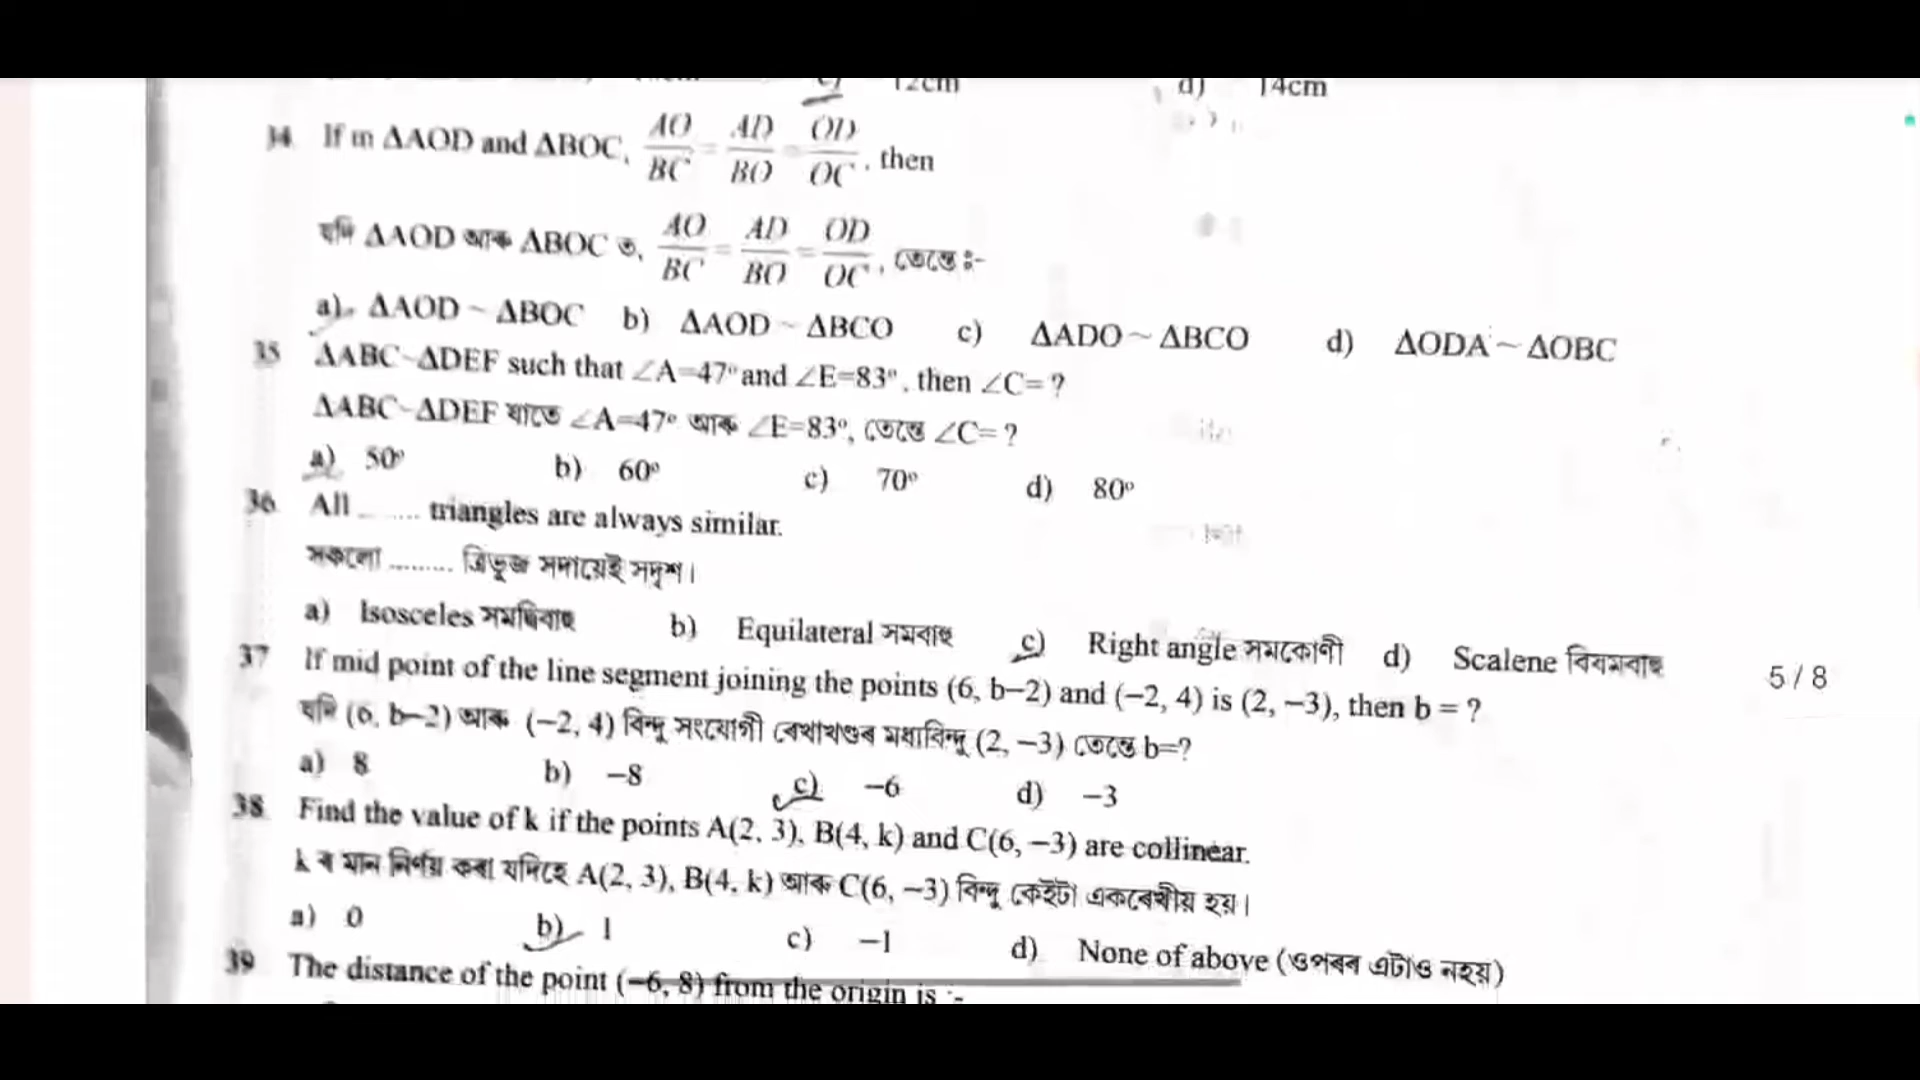 12cm d) 14cm
34 If in ΔAOD and ΔBOC, AO/BC = AD/BO = OD/OC, then
যদি ΔAOD আৰু ΔBOC ত, AO/BC = AD/BO = OD/OC, তেন্তে ঃ-
a) ΔAOD ~ ΔBOC b) ΔAOD ~ ΔBCO c) ΔADO ~ ΔBCO d) ΔODA ~ ΔOBC
35 ΔABC~ΔDEF such that ∠A=47° and ∠E=83°, then ∠C= ?
ΔABC~ΔDEF যাতে ∠A=47° আৰু ∠E=83°, তেন্তে ∠C= ?
a) 50° b) 60° c) 70° d) 80°
36 All ........ triangles are always similar.
সকলো ......... ত্ৰিভূজ সদায়েই সদৃশ।
a) Isosceles সমদ্বিবাহু b) Equilateral সমবাহু c) Right angle সমকোণী d) Scalene বিষমবাহু
37 If mid point of the line segment joining the points (6, b−2) and (−2, 4) is (2, −3), then b = ?
5 / 8
যদি (6, b−2) আৰু (−2, 4) বিন্দু সংযোগী ৰেখাখণ্ডৰ মধ্যবিন্দু (2, −3) তেন্তে b=?
a) 8 b) −8 c) −6 d) −3
38 Find the value of k if the points A(2, 3), B(4, k) and C(6, −3) are collinear.
k ৰ মান নিৰ্ণয় কৰা যদিহে A(2, 3), B(4, k) আৰু C(6, −3) বিন্দু কেইটা একৰেখীয় হয়।
a) 0 b) 1 c) −1 d) None of above (ওপৰৰ এটাও নহয়)
39 The distance of the point (−6, 8) from the origin is :-